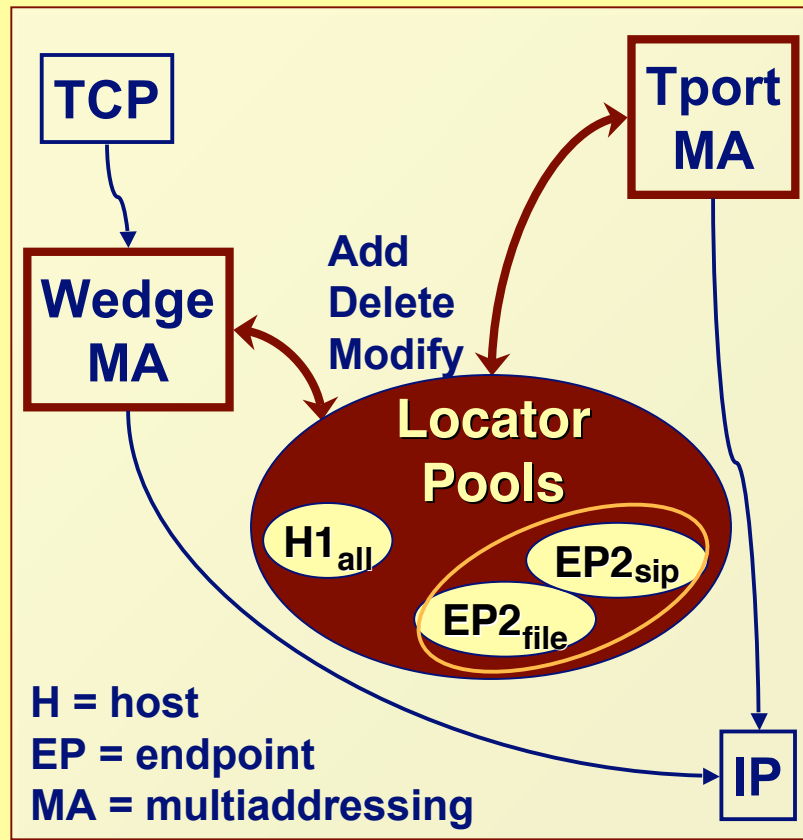 TCP
Tport
MA
Wedge
MA
Add
Delete
Modify
Locator
Pools
H1all
EP2sip
EP2file
H = host
EP = endpoint
MA = multiaddressing
IP